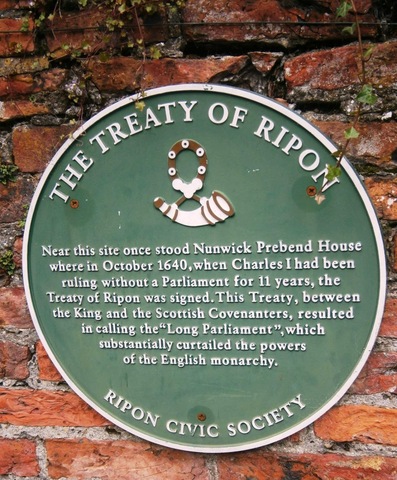 THE TREATY OF RIPON
Near this site once stood Nunwick Prebend House
where in October 1640, when Charles I had been
ruling without a Parliament for 11 years, the
Treaty of Ripon was signed. This Treaty, between
the King and the Scottish Covenanters, resulted
in calling the "Long Parliament", which
substantially curtailed the powers
of the English monarchy.
RIPON CIVIC SOCIETY